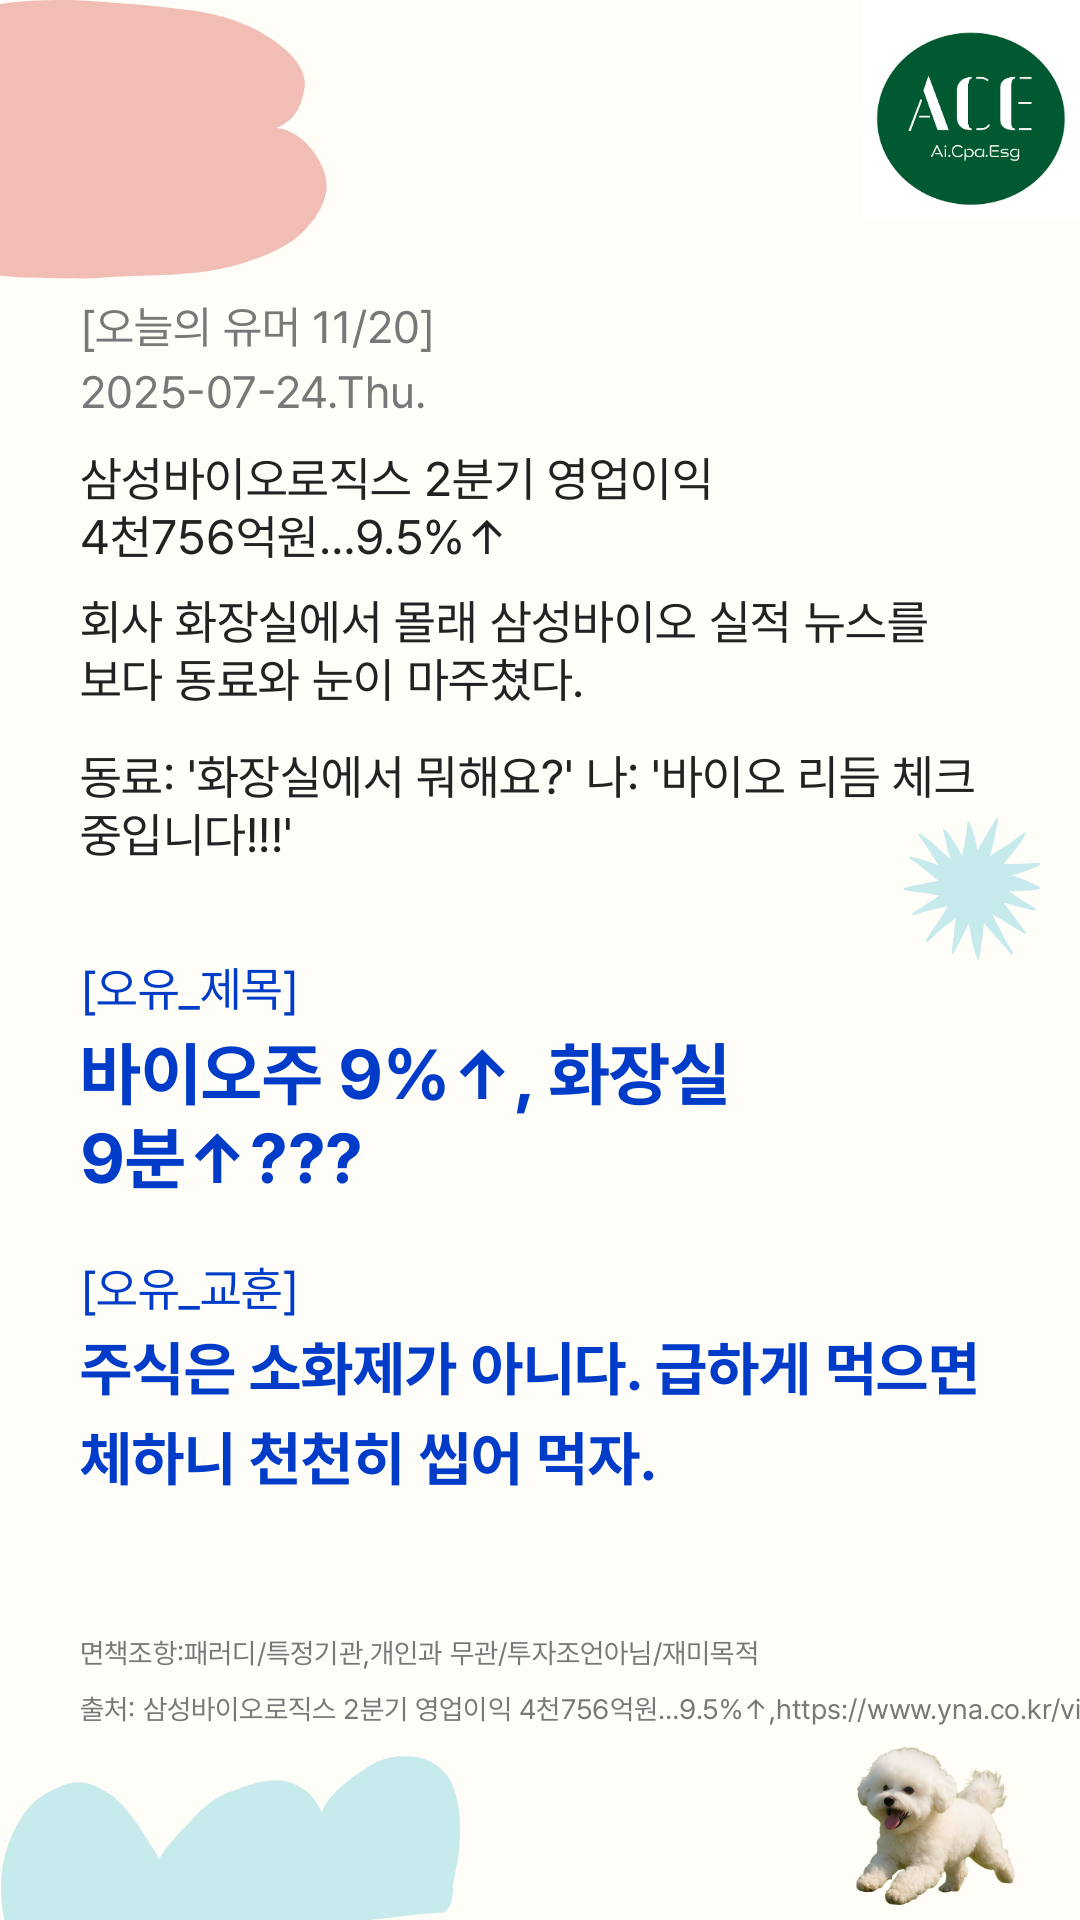 ACE
Ai.Cpa.Esg
[오늘의 유머 11/20]
2025-07-24.Thu.
삼성바이오로직스 2분기 영업이익
4천756억원...9.5%↑
회사 화장실에서 몰래 삼성바이오 실적 뉴스를
보다 동료와 눈이 마주쳤다.
동료: '화장실에서 뭐해요?' 나: '바이오 리듬 체크
중입니다!!!'
[오유_제목]
바이오주 9%↑, 화장실
9분↑???
[오유_교훈]
주식은 소화제가 아니다. 급하게 먹으면
체하니 천천히 씹어 먹자.
면책조항:패러디/특정기관,개인과 무관/투자조언아님/재미목적
출처: 삼성바이오로직스 2분기 영업이익 4천756억원...9.5%↑,https://www.yna.co.kr/vi